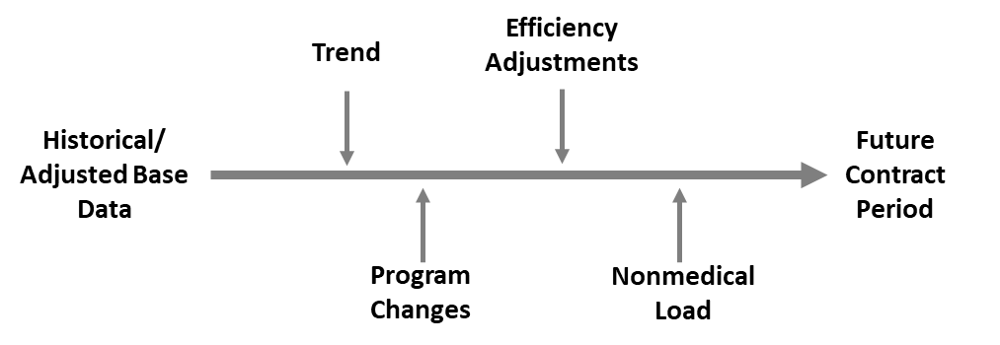 Efficiency
Adjustments
Trend
Historical/
Adjusted Base
Data
Future
Contract
Period
Program
Changes
Nonmedical
Load